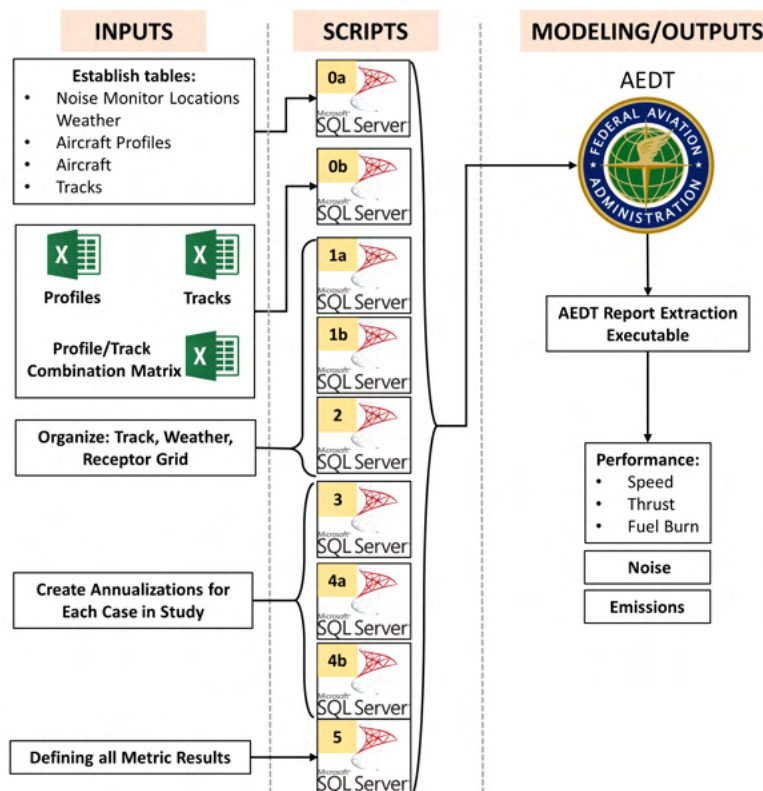 INPUTS
SCRIPTS
MODELING/OUTPUTS
Establish tables:
• Noise Monitor Locations
Weather
• Aircraft Profiles
• Aircraft
• Tracks
Profiles
Tracks
Profile/Track
Combination Matrix
Organize: Track, Weather,
Receptor Grid
Create Annualizations for
Each Case in Study
Defining all Metric Results
0a
Microsoft
SQL Server
0b
Microsoft
SQL Server
1a
Microsoft
SQL Server
1b
Microsoft
SQL Server
2
Microsoft
SQL Server
3
Microsoft
SQL Server
4a
Microsoft
SQL Server
4b
Microsoft
SQL Server
5
Microsoft
SQL Server
AEDT
FEDERAL AVIATION
ADMINISTRATION
AEDT Report Extraction
Executable
Performance:
• Speed
• Thrust
• Fuel Burn
Noise
Emissions